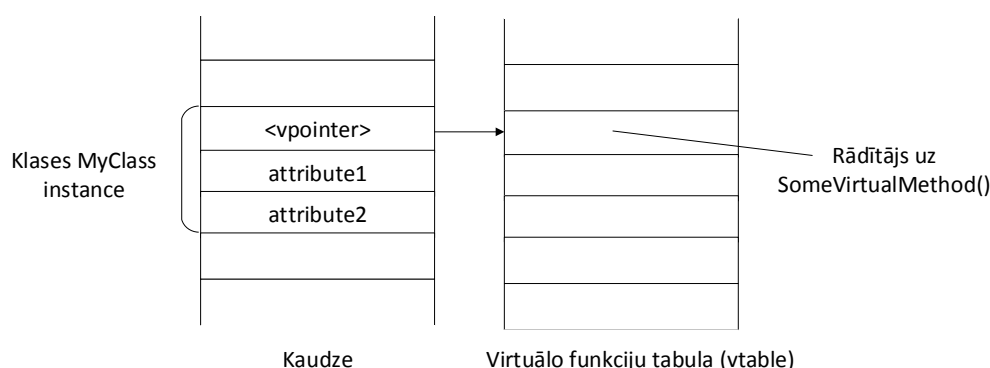 Klases MyClass
instance
<vpointer>
attribute1
attribute2
Rādītājs uz
SomeVirtualMethod()
Kaudze
Virtuālo funkciju tabula (vtable)